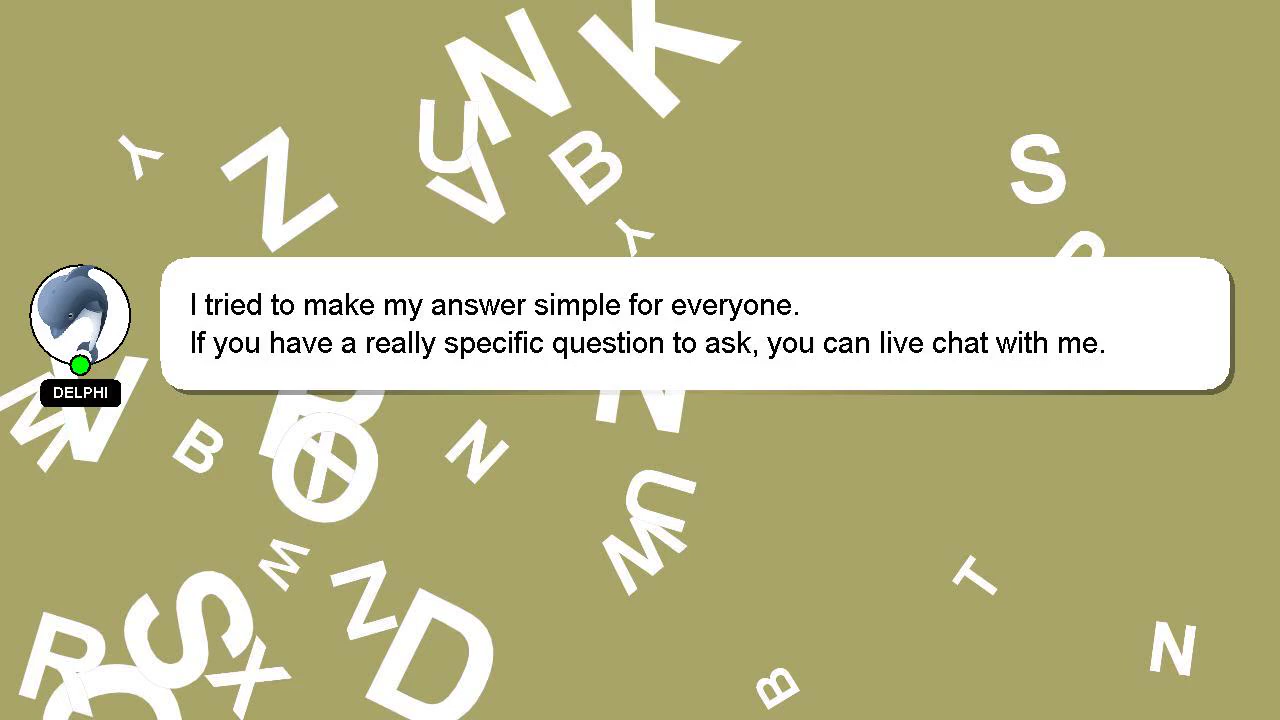 I tried to make my answer simple for everyone.
If you have a really specific question to ask, you can live chat with me.
DELPHI